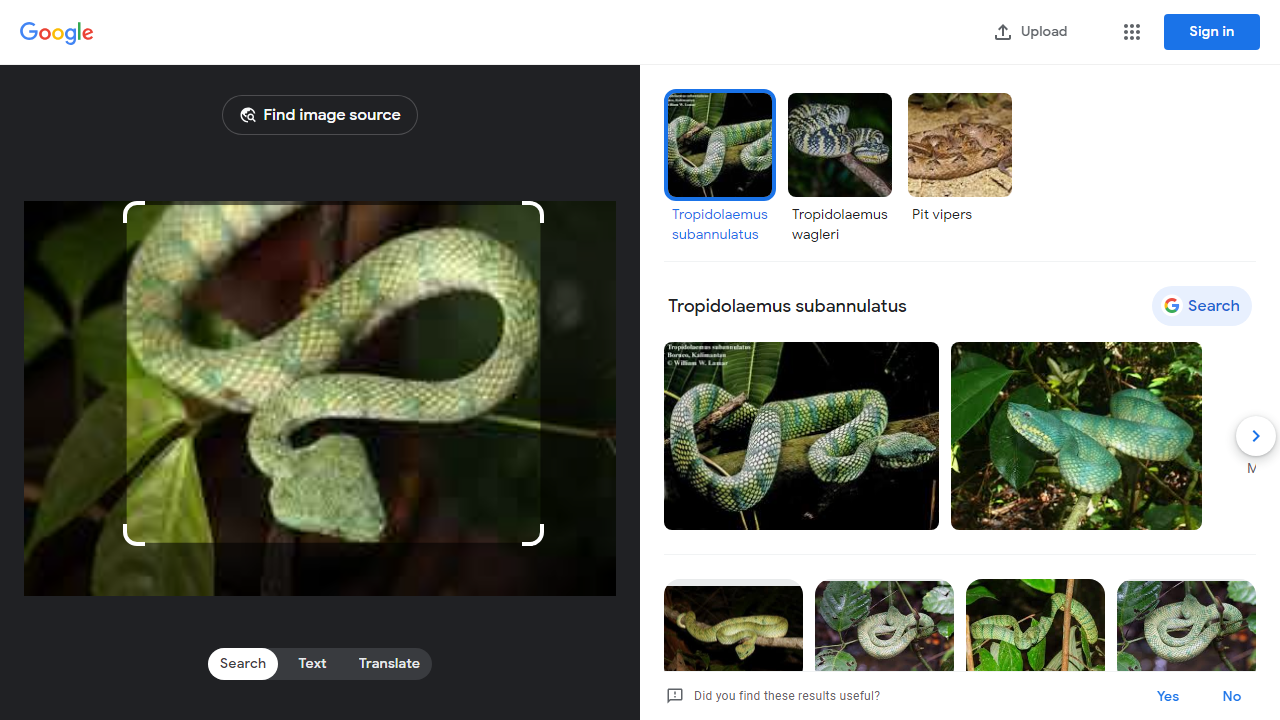 Google
Upload
Sign in
Find image source
Tropidolaemus
subannulatus
Tropidolaemus
wagleri
Pit vipers
Tropidolaemus subannulatus
Search
Tropidolaemus subannulatus
Borneo, Kalimantan
© William W. Lamar
Search
Text
Translate
Did you find these results useful?
Yes
No